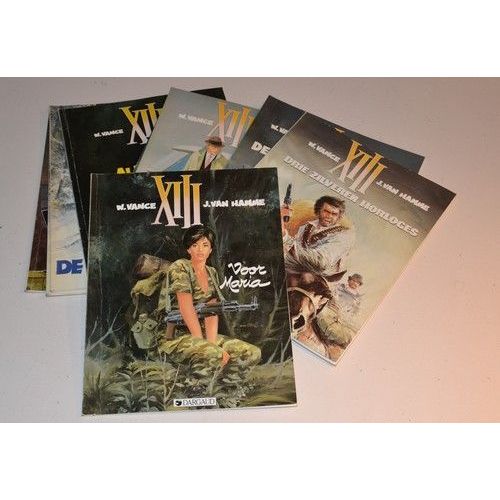 W. VANCE XIII
W. VANCE XIII
W. VANCE XIII J. VAN HAMME
DRIE ZILVEREN HORLOGES
DE
DE
W. VANCE XIII J. VAN HAMME
Voor
Maria
DARGAUD